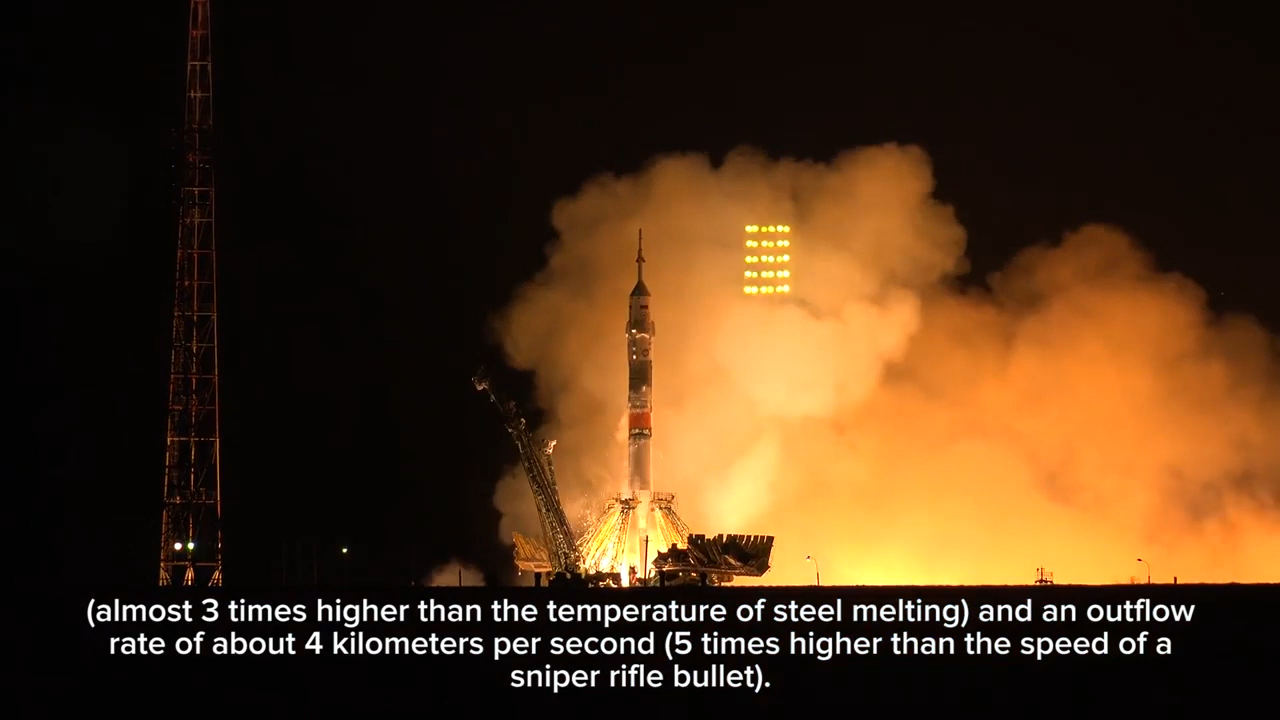 (almost 3 times higher than the temperature of steel melting) and an outflow
rate of about 4 kilometers per second (5 times higher than the speed of a
sniper rifle bullet).